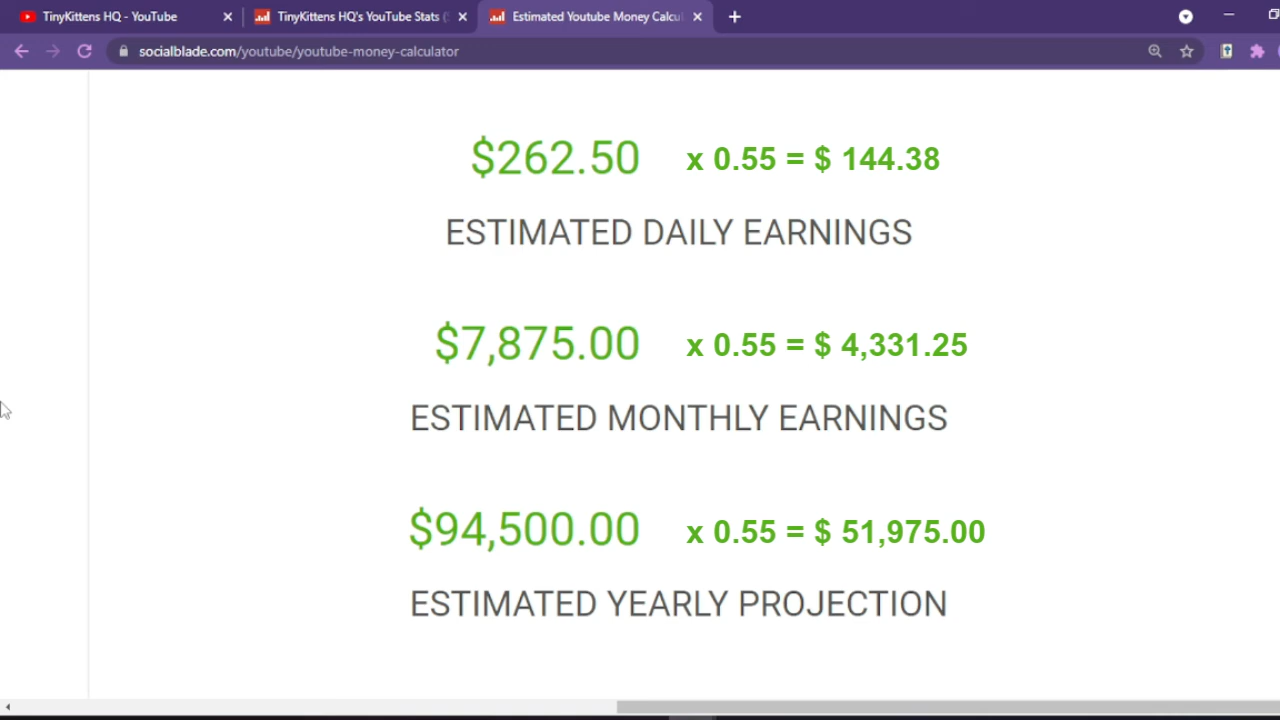 TinyKittens HQ - YouTube
TinyKittens HQ's YouTube Stats (
Estimated Youtube Money Calcu
socialblade.com/youtube/youtube-money-calculator
$262.50 x 0.55 = $ 144.38
ESTIMATED DAILY EARNINGS
$7,875.00 x 0.55 = $ 4,331.25
ESTIMATED MONTHLY EARNINGS
$94,500.00 x 0.55 = $ 51,975.00
ESTIMATED YEARLY PROJECTION